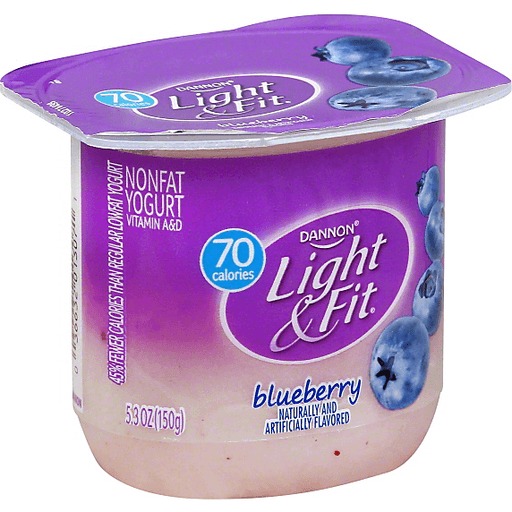 DANNON®
70
calories
Light
& Fit®
blueberry
NONFAT
YOGURT
VITAMIN A&D
45% FEWER CALORIES THAN REGULAR LOWFAT YOGURT
DANNON®
70
calories
Light
& Fit®
blueberry
NATURALLY AND
ARTIFICIALLY FLAVORED
5.3 OZ (150g)